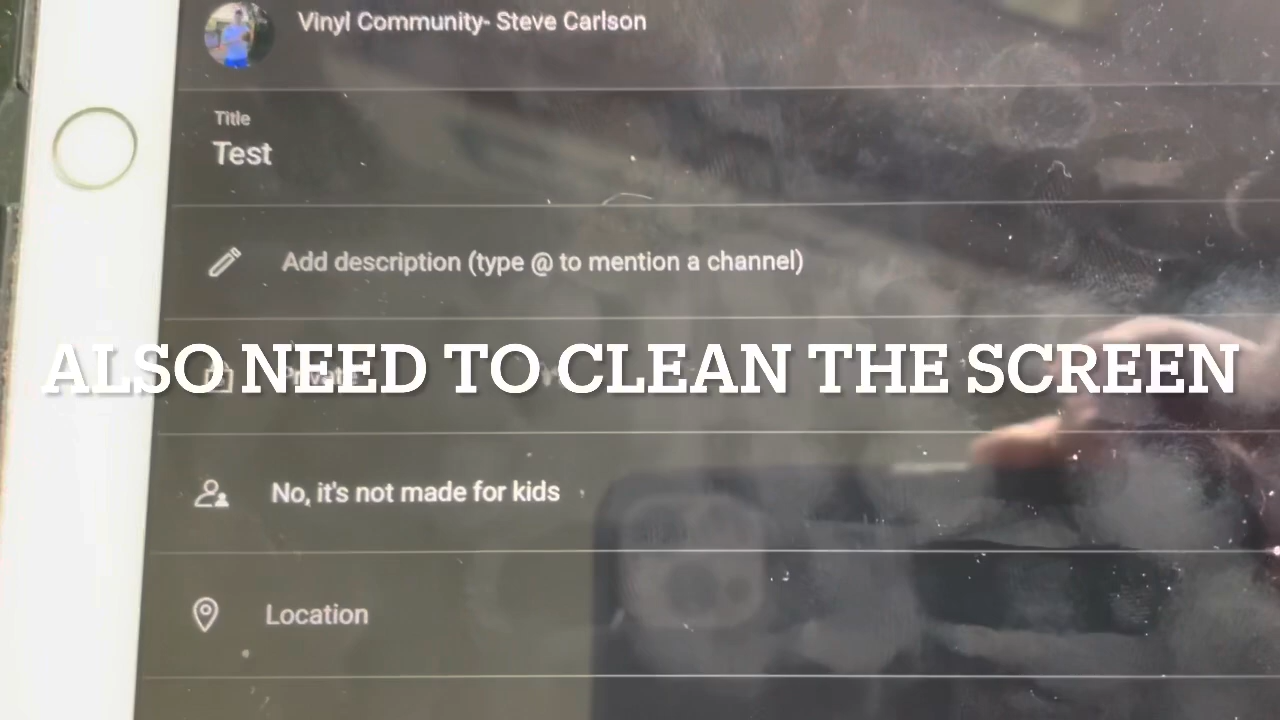 Vinyl Community- Steve Carlson
Title
Test
Add description (type @ to mention a channel)
ALSO NEED TO CLEAN THE SCREEN
Private
No, it's not made for kids
Location